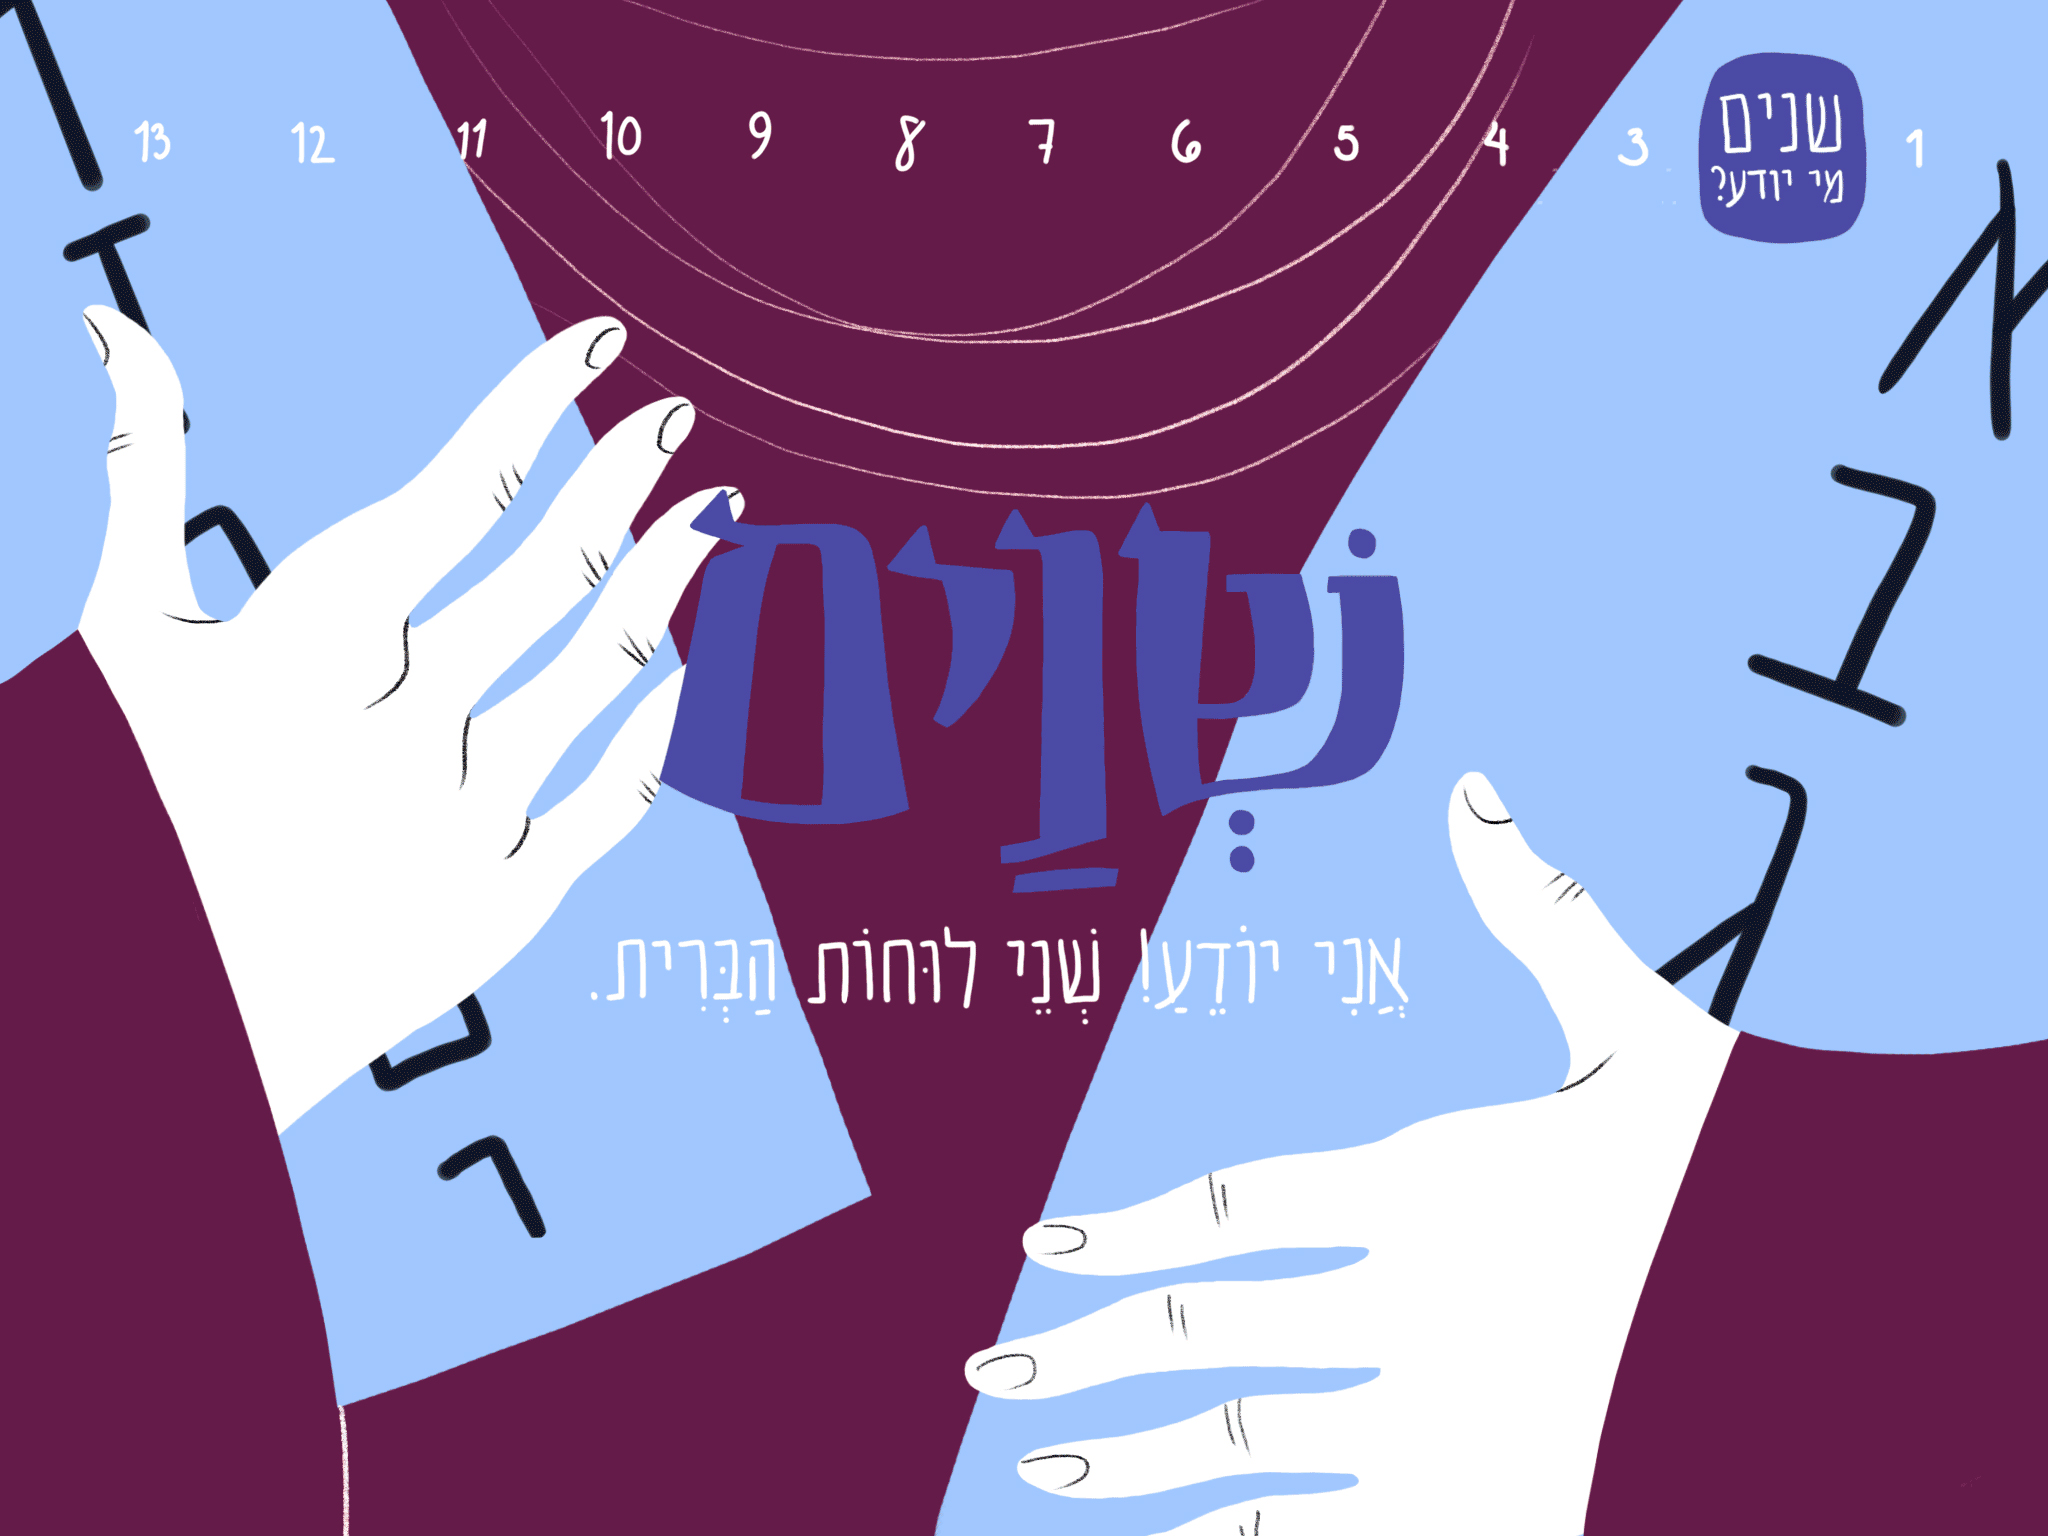 1
שנים
מי יודע?
3 4 5 6 7 8 9 10 11 12 13
א
ב
ג
ז
י
שְׁנַים
אֲנִי יוֹדֵעַ! שְׁנֵי לוּחוֹת הַבְּרִית.